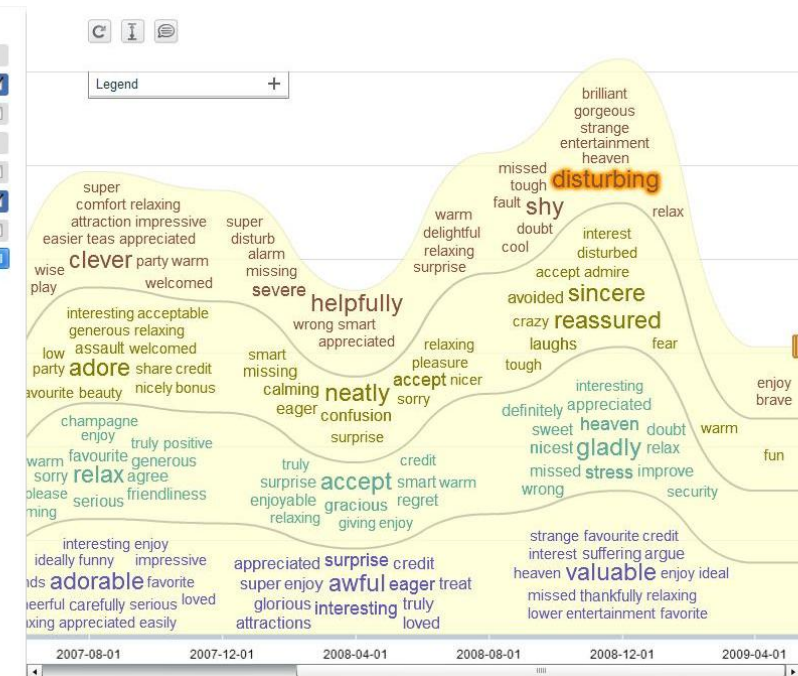 Legend +
brilliant
gorgeous
strange
entertainment
heaven
missed
tough disturbing
fault shy
doubt
cool
relax
super
comfort relaxing
attraction impressive
easier teas appreciated
wise clever party warm
play welcomed
super
disturb
alarm
missing
severe
helpfully
wrong smart
appreciated
warm
delightful
relaxing
surprise
interesting acceptable
generous relaxing
low assault welcomed
party adore share credit
beauty nicely bonus
smart
missing
calming neatly accept nicer
eager confusion sorry
surprise
relaxing
pleasure
interest
disturbed
accept admire
avoided sincere
crazy reassured
laughs fear
tough
enjoy
brave
warm
fun
champagne
enjoy truly positive
warm favourite generous
sorry relax agree
serious friendliness
truly credit
surprise accept smart warm
enjoyable gracious regret
relaxing giving enjoy
interesting
definitely appreciated
sweet heaven doubt
nicest gladly relax
missed stress improve
wrong security
interesting enjoy
ideally funny impressive
adorable favorite
carefully serious loved
appreciated easily
appreciated surprise credit
super enjoy awful eager treat
glorious interesting truly
attractions loved
strange favourite credit
interest suffering argue
heaven valuable enjoy ideal
missed thankfully relaxing
lower entertainment favorite
2007-08-01 2007-12-01 2008-04-01 2008-08-01 2008-12-01 2009-04-01